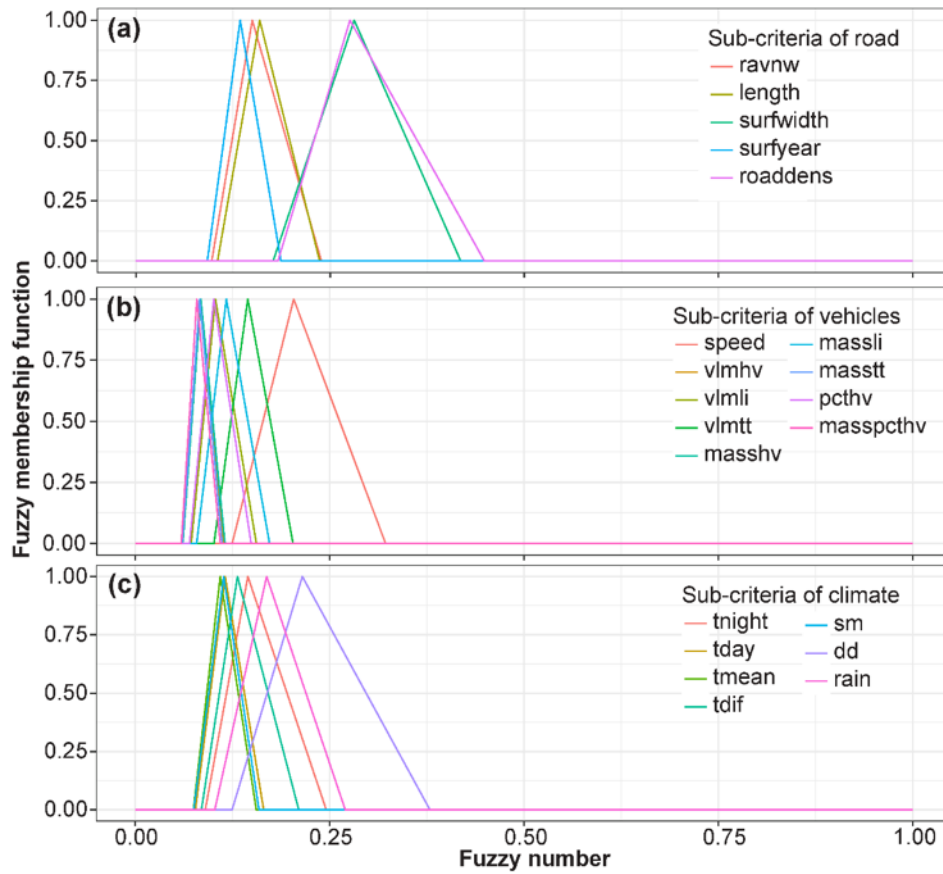 (a)
1.00
0.75
0.50
0.25
0.00
Sub-criteria of road
ravnw
length
surfwidth
surfyear
roaddens
Fuzzy membership function
(b)
1.00
0.75
0.50
0.25
0.00
Sub-criteria of vehicles
speed
vlmhv
vlmli
vlmtt
masshv
massli
masstt
pcthv
masspcthv
(c)
1.00
0.75
0.50
0.25
0.00
Sub-criteria of climate
tnight
tday
tmean
tdif
sm
dd
rain
0.00 0.25 0.50 0.75 1.00
Fuzzy number